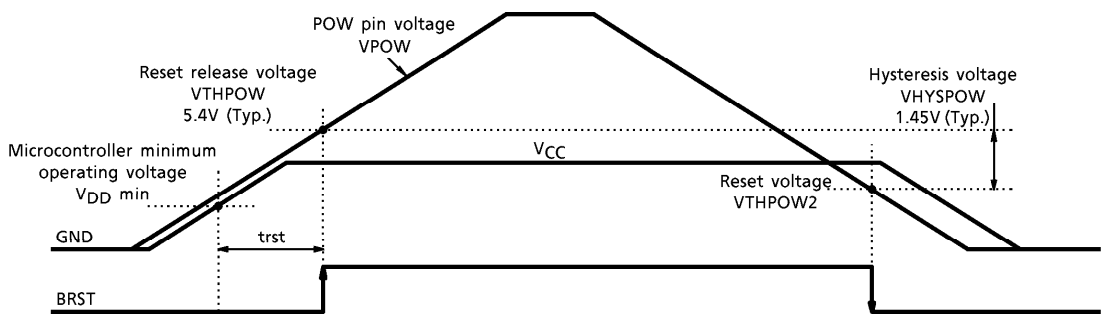 POW pin voltage
VPOW
Reset release voltage
VTHPOW
5.4V (Typ.)
Hysteresis voltage
VHYSPOW
1.45V (Typ.)
Microcontroller minimum
operating voltage
VDD min
VCC
Reset voltage
VTHPOW2
GND
trst
BRST